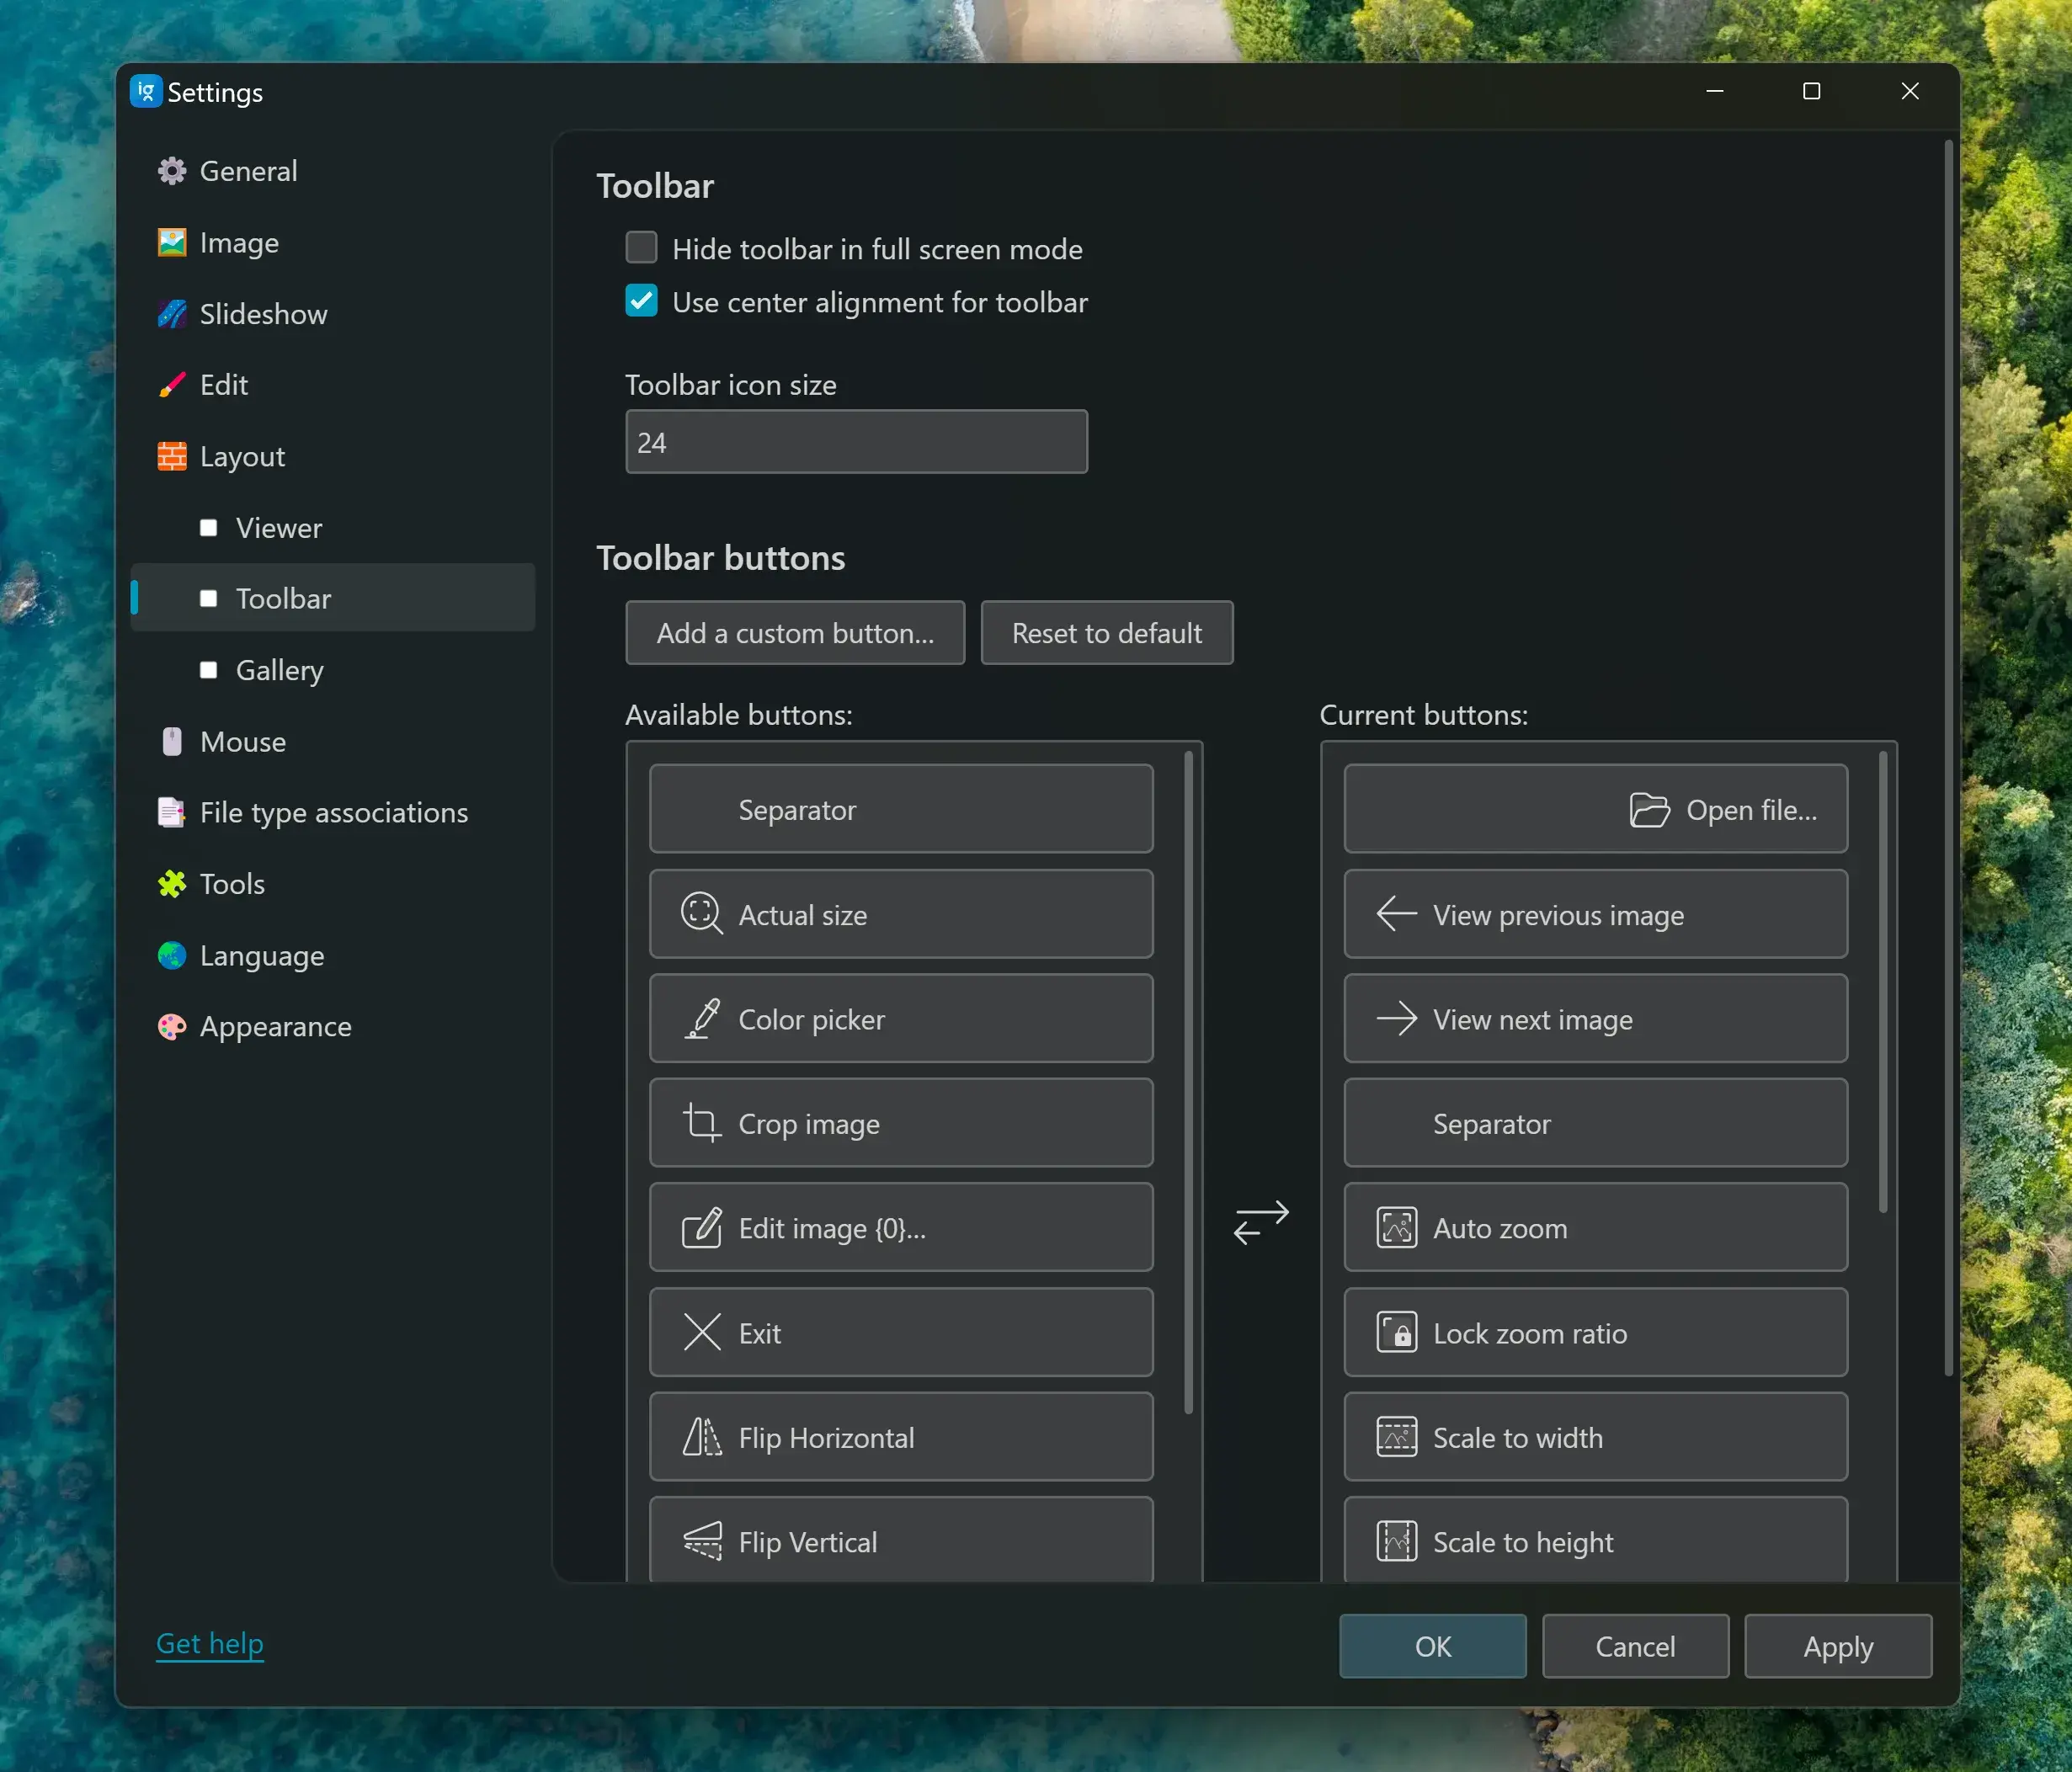 ig
Settings
General
Image
Slideshow
Edit
Layout
Viewer
Toolbar
Gallery
Mouse
File type associations
Tools
Language
Appearance
Get help
Toolbar
Hide toolbar in full screen mode
Use center alignment for toolbar
Toolbar icon size
24
Toolbar buttons
Add a custom button...
Reset to default
Available buttons:
Separator
Actual size
Color picker
Crop image
Edit image {0}...
Exit
Flip Horizontal
Flip Vertical
Current buttons:
Open file...
View previous image
View next image
Separator
Auto zoom
Lock zoom ratio
Scale to width
Scale to height
OK
Cancel
Apply